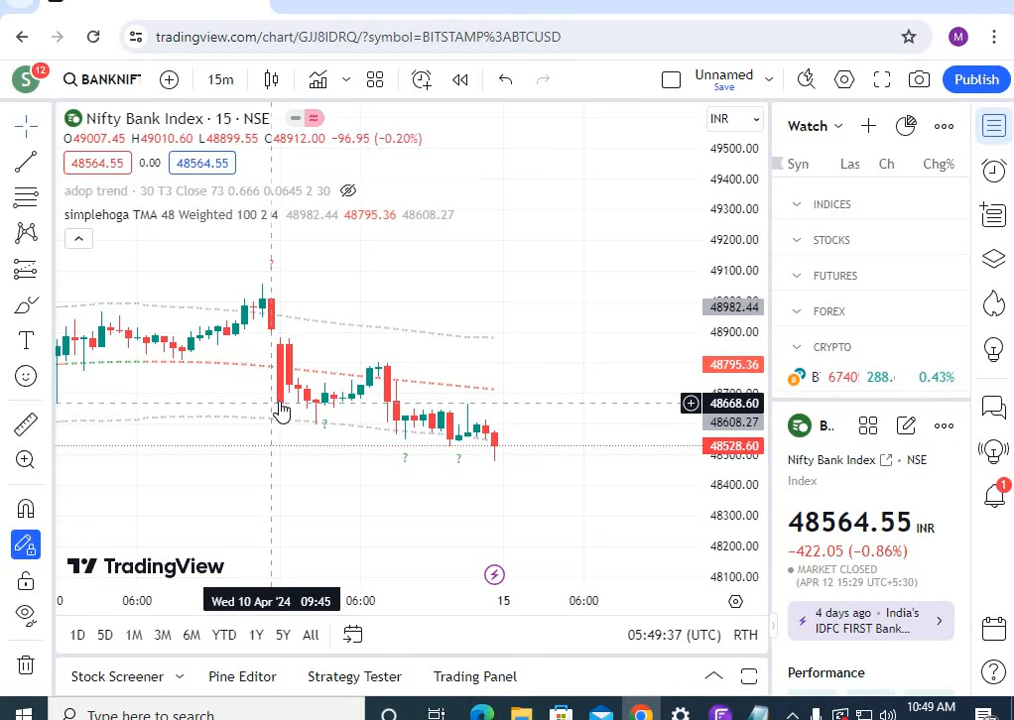 tradingview.com/chart/GJJ8IDRQ/?symbol=BITSTAMP%3ABTCUSD
M
S
12
BANKNIFT
15m
Unnamed
Save
Publish
Nifty Bank Index · 15 · NSE
O49007.45 H49010.60 L48899.55 C48912.00 −96.95 (−0.20%)
48564.55 0.00 48564.55
adop trend · 30 T3 Close 73 0.666 0.0645 2 30
simplehoga TMA 48 Weighted 100 2 4 48982.44 48795.36 48608.27
INR
49500.00
49400.00
49300.00
49200.00
49100.00
48982.44
48900.00
48795.36
48668.60
48608.27
48528.60
48400.00
48300.00
48200.00
48100.00
?
?
?
?
TradingView
0 06:00 Wed 10 Apr '24 09:45 06:00 15 06:00
1D 5D 1M 3M 6M YTD 1Y 5Y All
05:49:37 (UTC) RTH
Stock Screener Pine Editor Strategy Tester Trading Panel
Watch
Syn Las Ch Chg%
INDICES
STOCKS
FUTURES
FOREX
CRYPTO
B 6740 288. 0.43%
B..
Nifty Bank Index · NSE
Index
48564.55 INR
−422.05 (−0.86%)
MARKET CLOSED
(APR 12 15:29 UTC+5:30)
4 days ago · India's
IDFC FIRST Bank...
Performance
1
Type here to search
10:49 AM